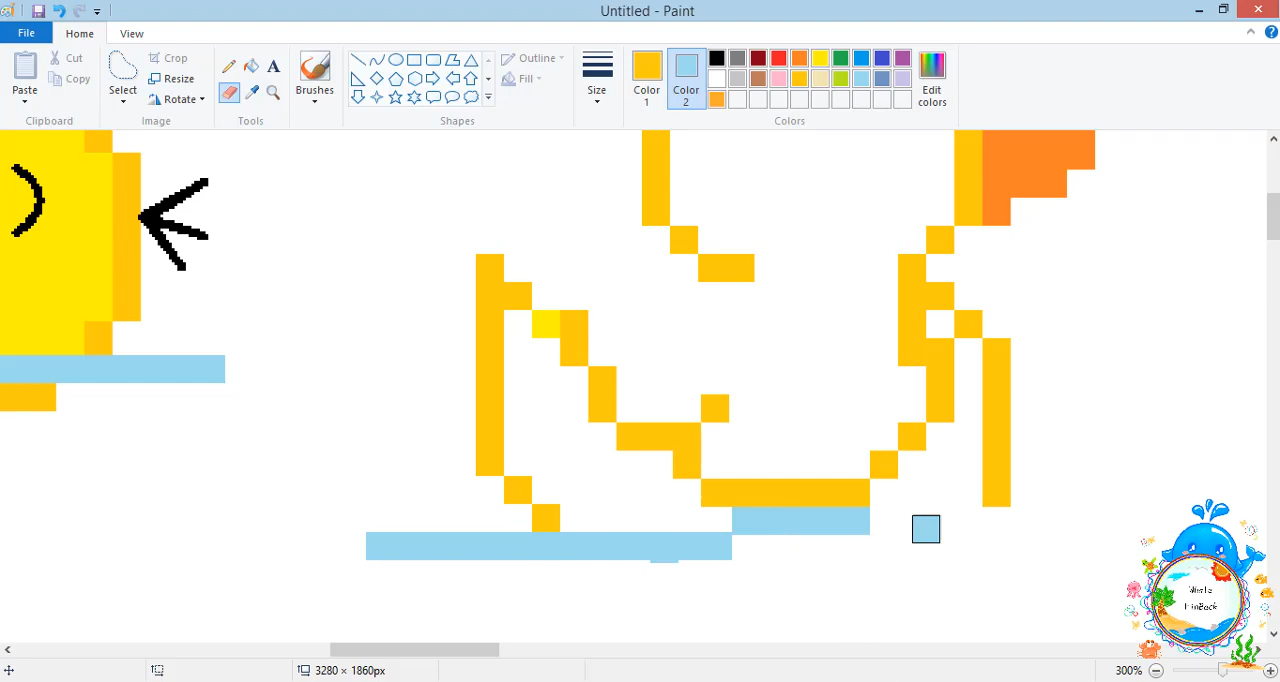 Untitled - Paint
File Home View
Paste
Cut
Copy
Clipboard
Select
Crop
Resize
Rotate
Image
A
Tools
Brushes
Outline
Fill
Shapes
Size
Color 1
Color 2
Edit colors
Colors
3280 × 1860px
300%